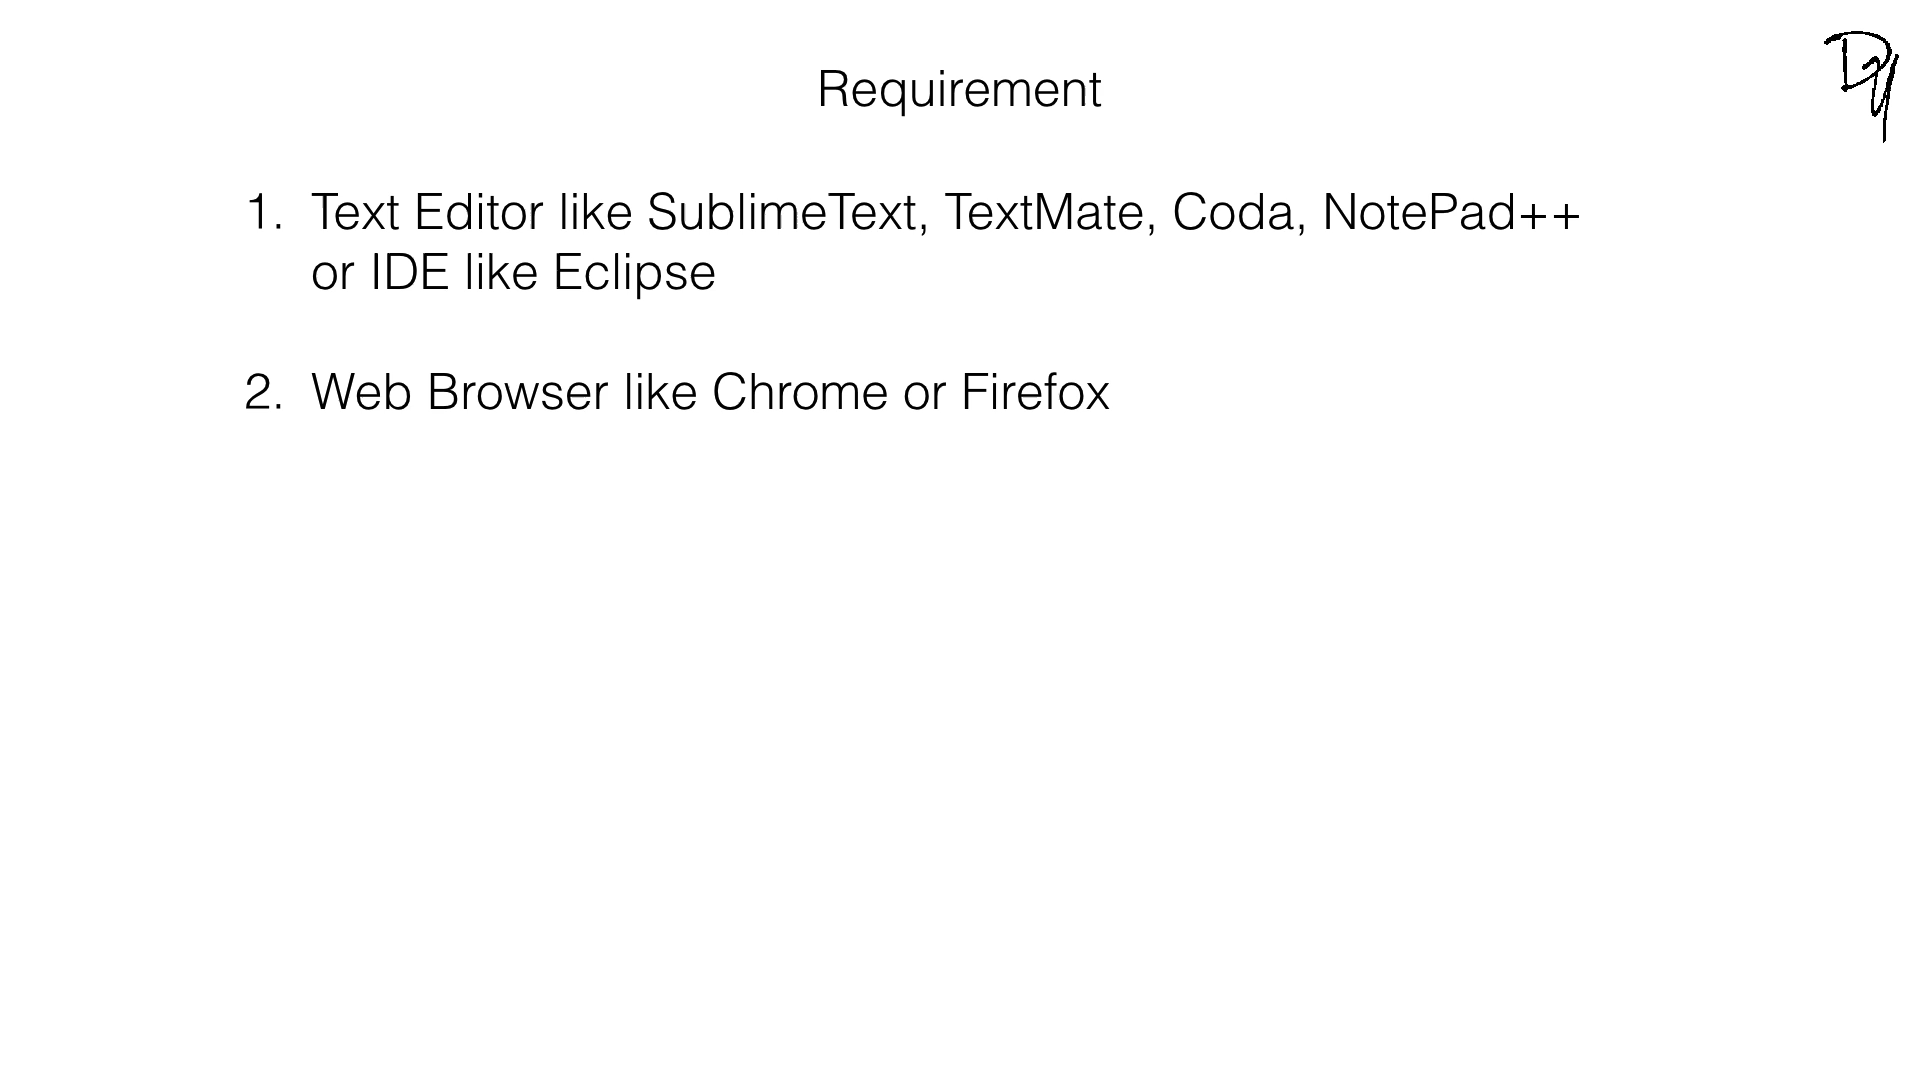 Requirement
1. Text Editor like SublimeText, TextMate, Coda, NotePad++
or IDE like Eclipse
2. Web Browser like Chrome or Firefox